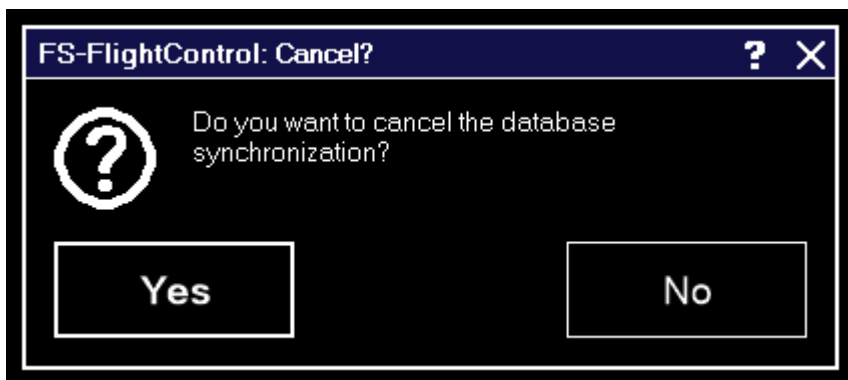 FS-FlightControl: Cancel? ? X
? Do you want to cancel the database
synchronization?
Yes No